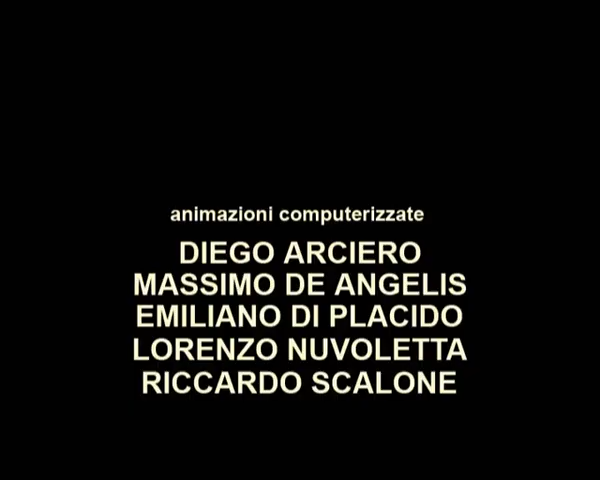 animazioni computerizzate
DIEGO ARCIERO
MASSIMO DE ANGELIS
EMILIANO DI PLACIDO
LORENZO NUVOLETTA
RICCARDO SCALONE